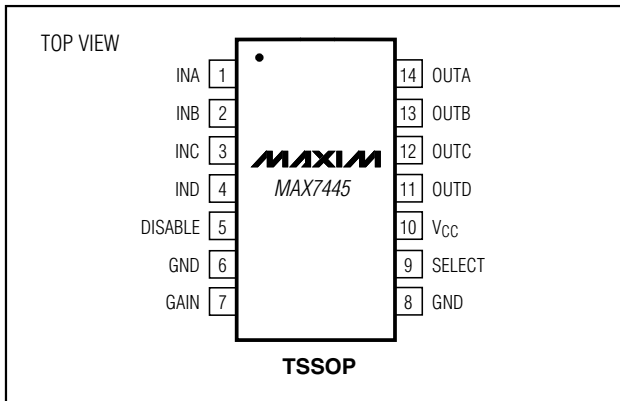 TOP VIEW
INA 1
INB 2
INC 3
IND 4
DISABLE 5
GND 6
GAIN 7
MAXIM
MAX7445
14 OUTA
13 OUTB
12 OUTC
11 OUTD
10 VCC
9 SELECT
8 GND
TSSOP